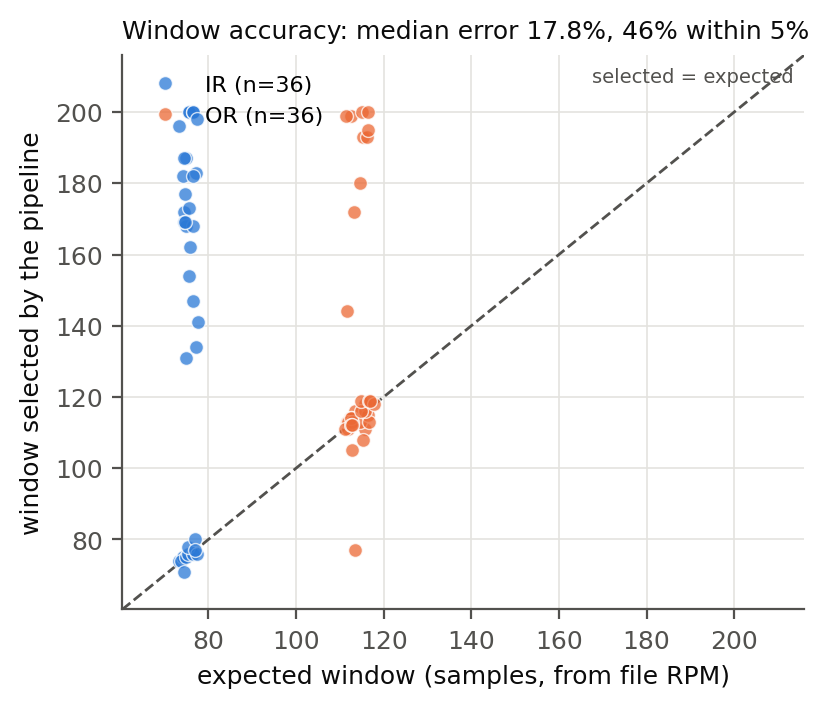 Window accuracy: median error 17.8%, 46% within 5%
selected = expected
IR (n=36)
OR (n=36)
200
180
160
140
120
100
80
window selected by the pipeline
80 100 120 140 160 180 200
expected window (samples, from file RPM)